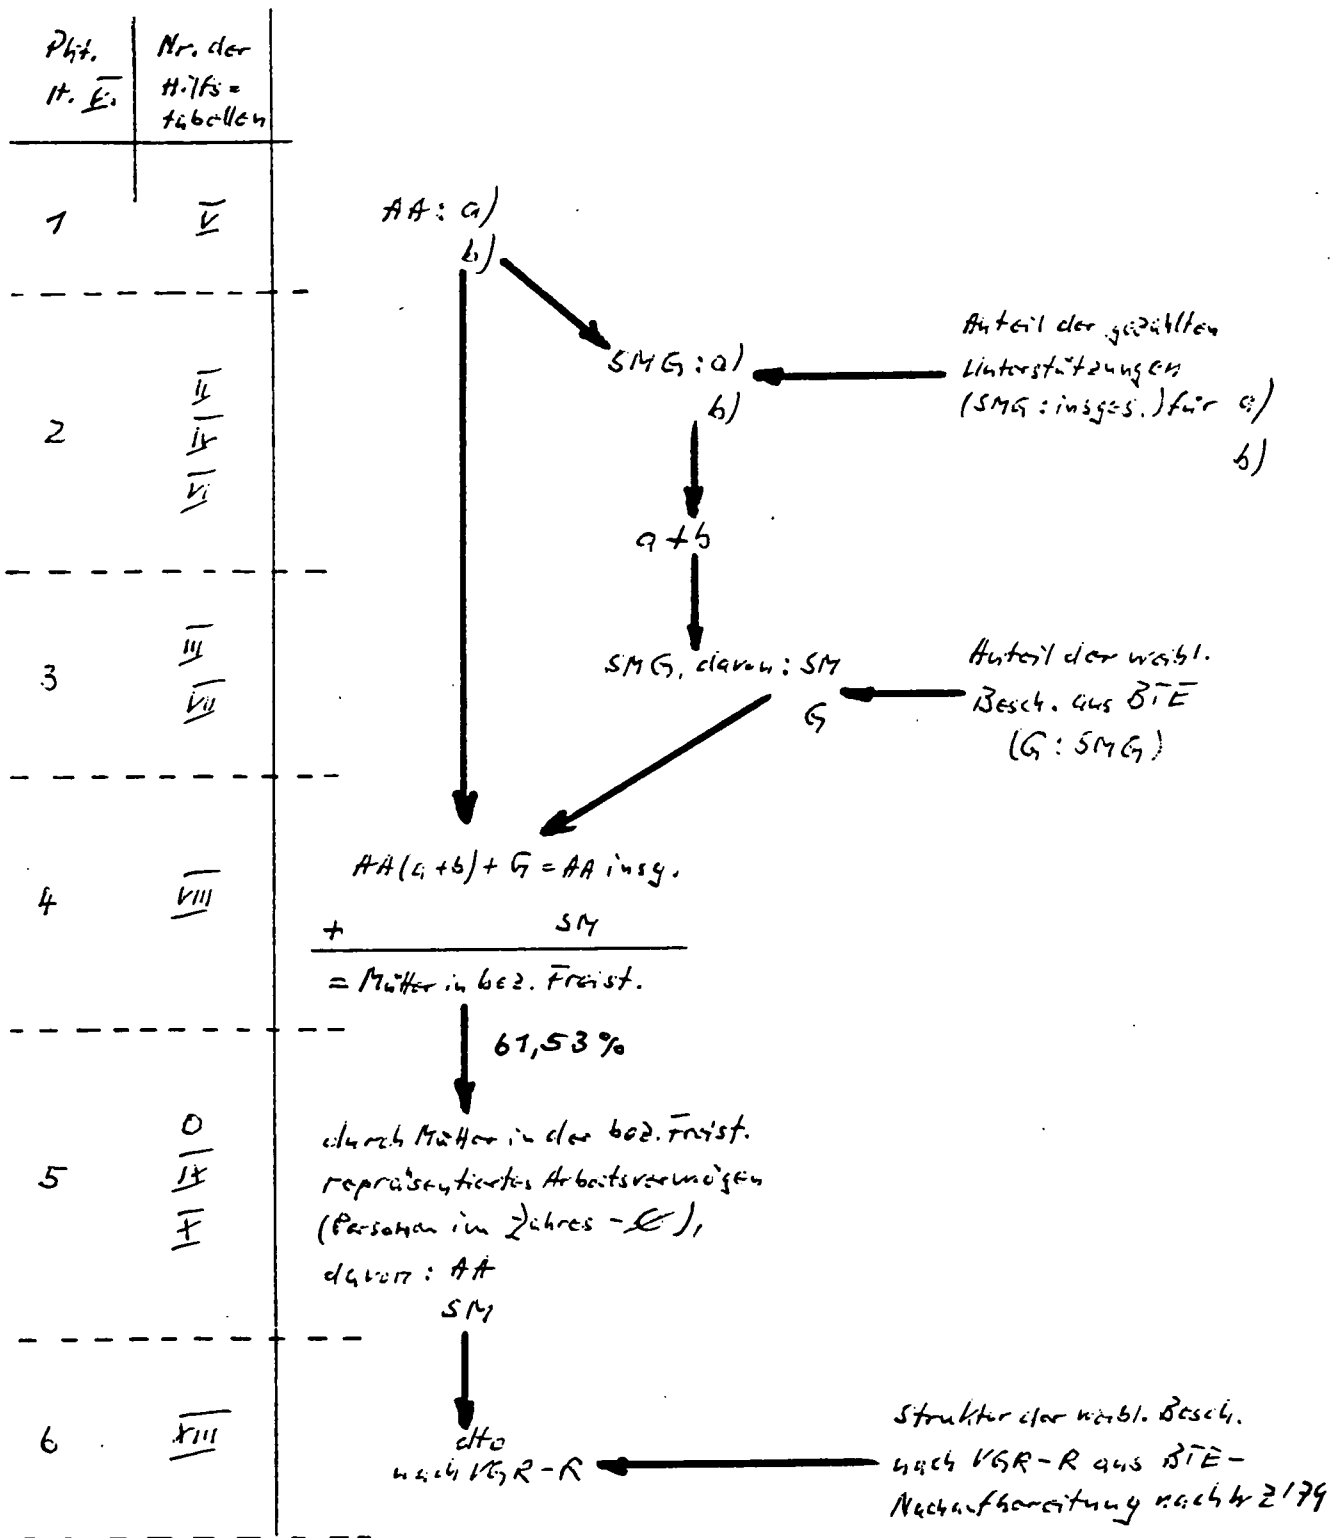 Pkt.
lt. E.
Nr. der
Hilfs=
tabellen
1
V
AA: a)
b)
2
II
IV
VI
SMG: a)
b)
Anteil der gezählten
Unterstützungen
(SMG: insges.) für a)
b)
a+b
3
III
VII
SMG, davon: SM
G
Anteil der weibl.
Besch. aus BTE
(G: SMG)
4
VIII
AA(a+b) + G = AA insg.
+ SM
= Mütter in bez. Freist.
61,53 %
5
0
IX
X
durch Mütter in der bez. Freist.
repräsentiertes Arbeitsvermögen
(Personen im Jahres-),
davon: AA
SM
6
XIII
dto
nach VGR-R
Struktur der weibl. Besch.
nach VGR-R aus BTE-
Nachaufbereitung nach WZ'79